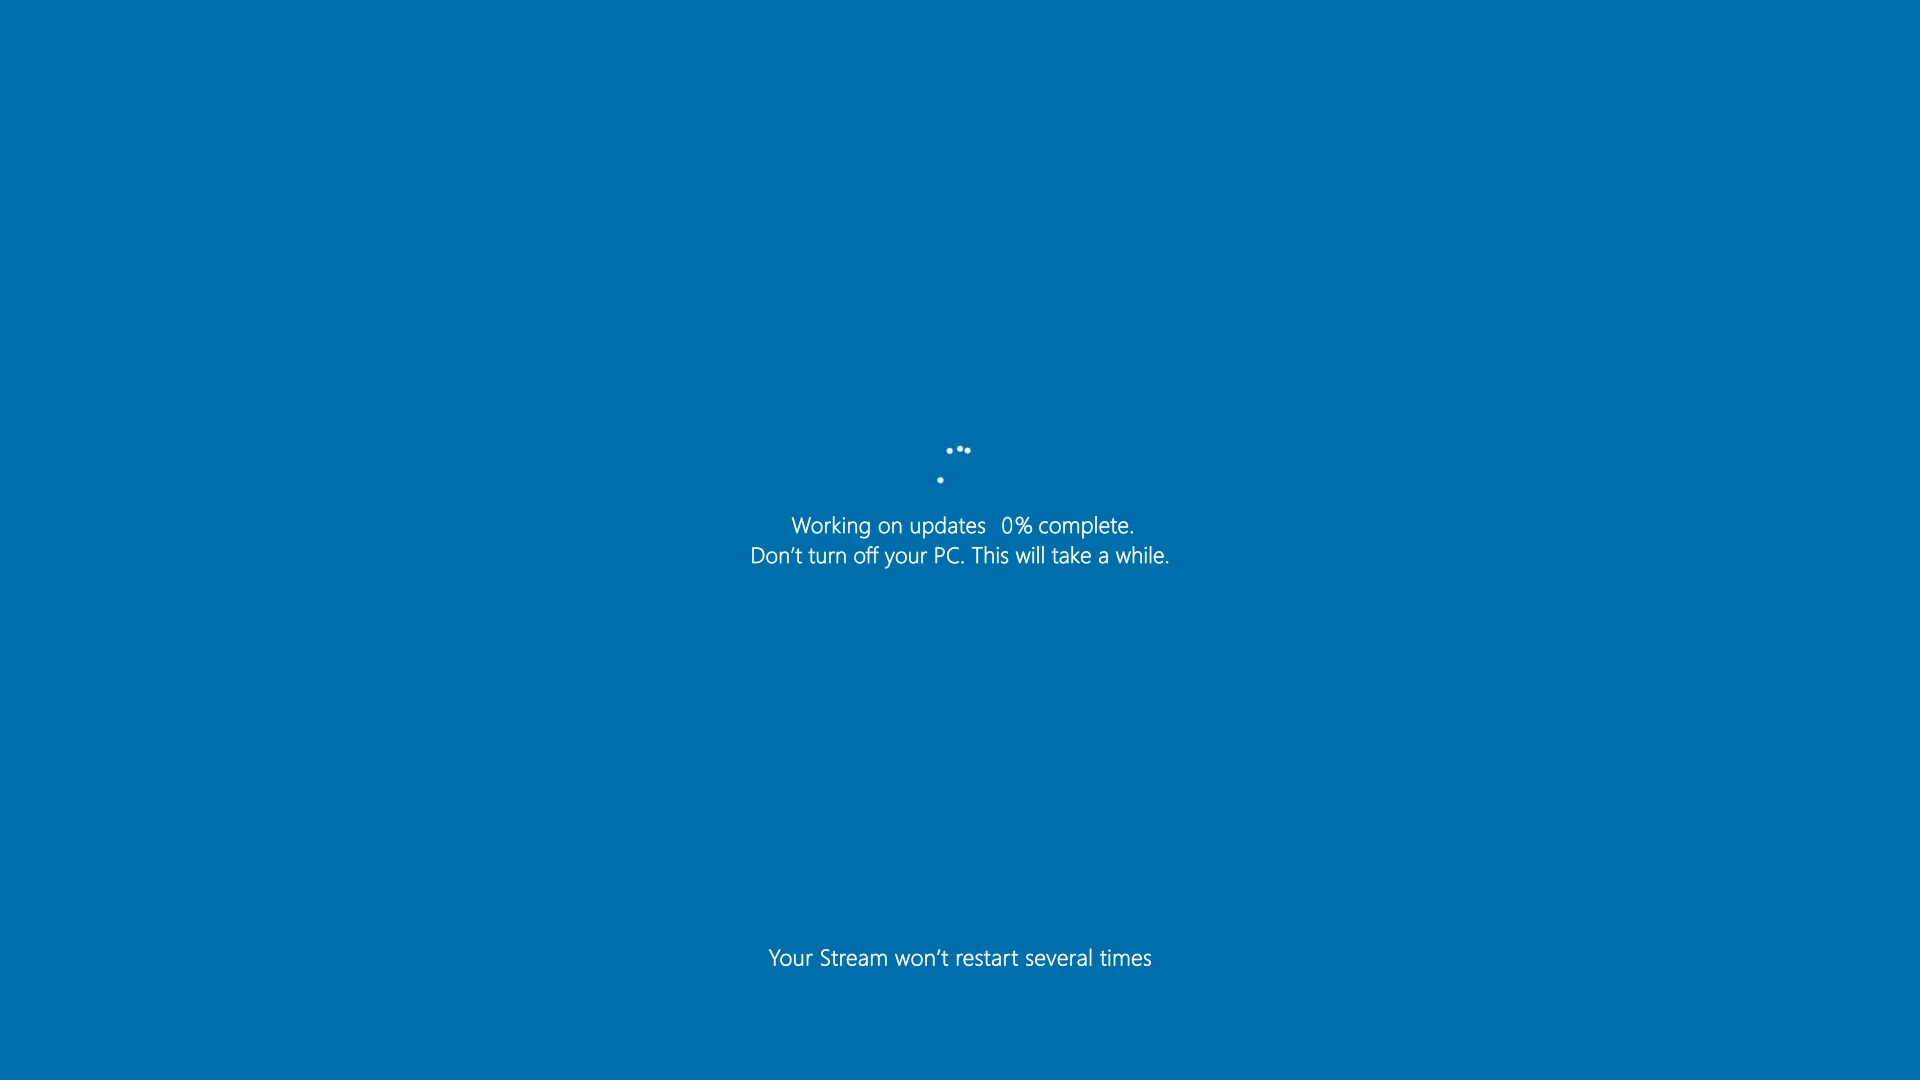 Working on updates 0% complete.
Don't turn off your PC. This will take a while.
Your Stream won't restart several times